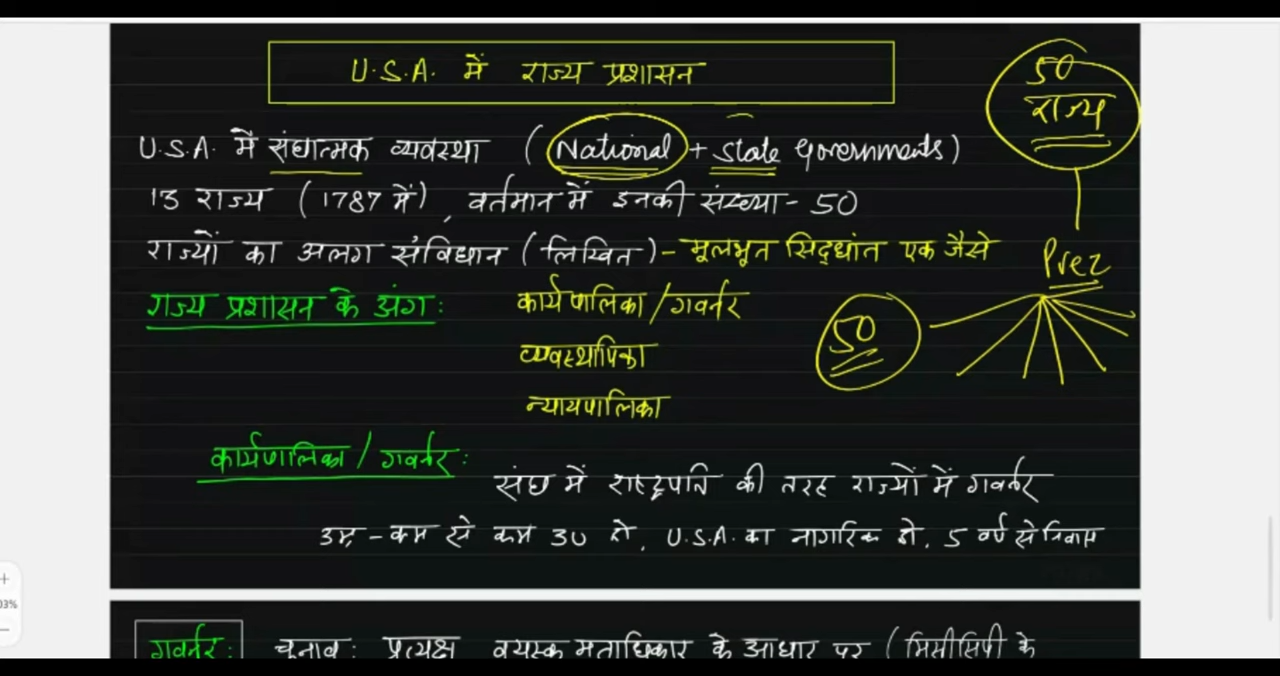 U.S.A. में राज्य प्रशासन
50
राज्य
U.S.A. में संघात्मक व्यवस्था ( National + State Governments )
13 राज्य ( 1787 में ), वर्तमान में इनकी संख्या - 50
राज्यों का अलग संविधान ( लिखित ) - मूलभूत सिद्धांत एक जैसे
Prez
राज्य प्रशासन के अंग : कार्यपालिका / गवर्नर
50
व्यवस्थापिका
न्यायपालिका
कार्यपालिका / गवर्नर :
संघ में राष्ट्रपति की तरह राज्यों में गवर्नर
उम्र - कम से कम 30 हो, U.S.A. का नागरिक हो, 5 वर्ष से निवास
+
03%
गवर्नर : चुनाव : प्रत्यक्ष वयस्क मताधिकार के आधार पर ( मिसीसिपी के